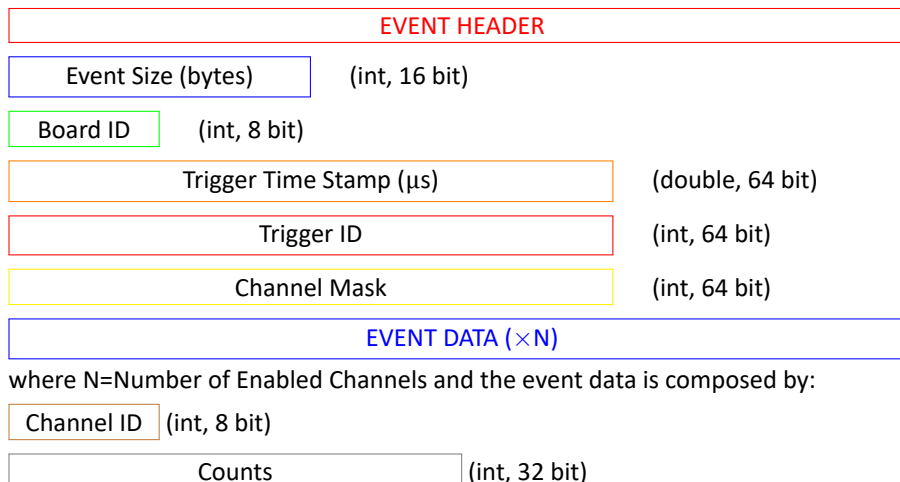 EVENT HEADER
Event Size (bytes) (int, 16 bit)
Board ID (int, 8 bit)
Trigger Time Stamp (μs) (double, 64 bit)
Trigger ID (int, 64 bit)
Channel Mask (int, 64 bit)
EVENT DATA (×N)
where N=Number of Enabled Channels and the event data is composed by:
Channel ID (int, 8 bit)
Counts (int, 32 bit)